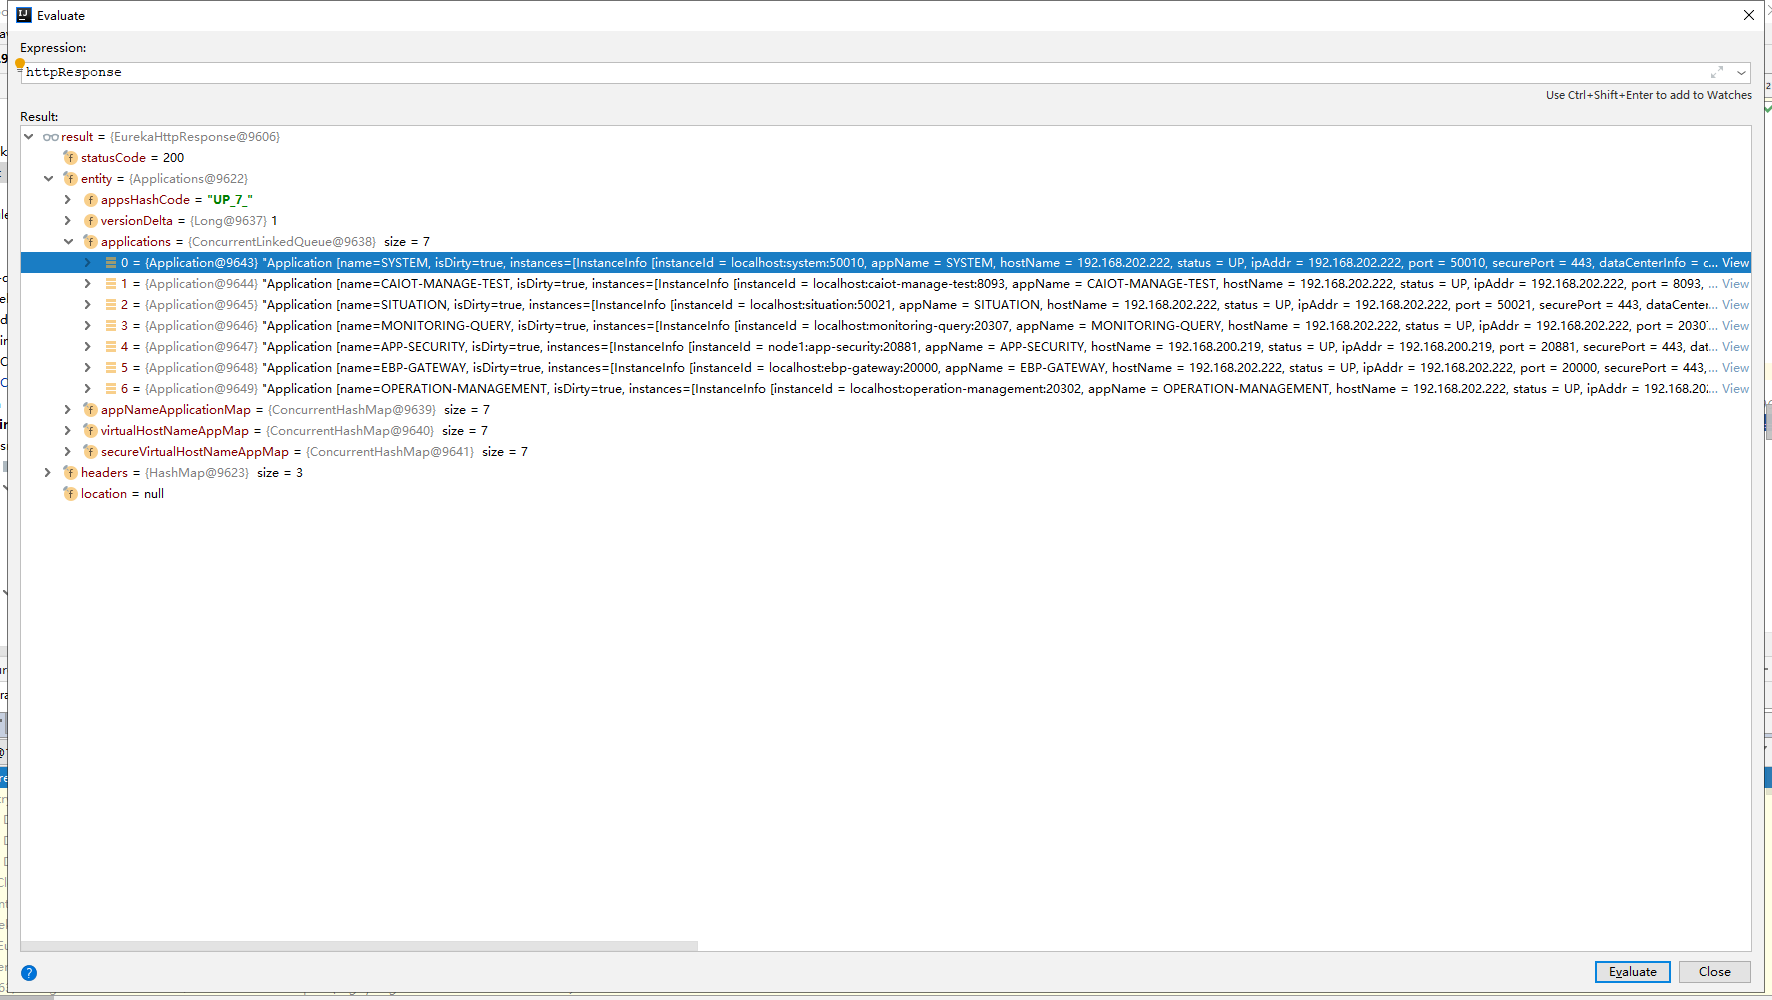 Evaluate
Expression:
httpResponse
Use Ctrl+Shift+Enter to add to Watches
Result:
result = {EurekaHttpResponse@9606}
statusCode = 200
entity = {Applications@9622}
appsHashCode = "UP_7_"
versionDelta = {Long@9637} 1
applications = {ConcurrentLinkedQueue@9638} size = 7
0 = {Application@9643} "Application [name=SYSTEM, isDirty=true, instances=[InstanceInfo [instanceId = localhost:system:50010, appName = SYSTEM, hostName = 192.168.202.222, status = UP, ipAddr = 192.168.202.222, port = 50010, securePort = 443, dataCenterInfo = c... View
1 = {Application@9644} "Application [name=CAIOT-MANAGE-TEST, isDirty=true, instances=[InstanceInfo [instanceId = localhost:caiot-manage-test:8093, appName = CAIOT-MANAGE-TEST, hostName = 192.168.202.222, status = UP, ipAddr = 192.168.202.222, port = 8093, ... View
2 = {Application@9645} "Application [name=SITUATION, isDirty=true, instances=[InstanceInfo [instanceId = localhost:situation:50021, appName = SITUATION, hostName = 192.168.202.222, status = UP, ipAddr = 192.168.202.222, port = 50021, securePort = 443, dataCenter... View
3 = {Application@9646} "Application [name=MONITORING-QUERY, isDirty=true, instances=[InstanceInfo [instanceId = localhost:monitoring-query:20307, appName = MONITORING-QUERY, hostName = 192.168.202.222, status = UP, ipAddr = 192.168.202.222, port = 20307... View
4 = {Application@9647} "Application [name=APP-SECURITY, isDirty=true, instances=[InstanceInfo [instanceId = node1:app-security:20881, appName = APP-SECURITY, hostName = 192.168.200.219, status = UP, ipAddr = 192.168.200.219, port = 20881, securePort = 443, dat... View
5 = {Application@9648} "Application [name=EBP-GATEWAY, isDirty=true, instances=[InstanceInfo [instanceId = localhost:ebp-gateway:20000, appName = EBP-GATEWAY, hostName = 192.168.202.222, status = UP, ipAddr = 192.168.202.222, port = 20000, securePort = 443, ... View
6 = {Application@9649} "Application [name=OPERATION-MANAGEMENT, isDirty=true, instances=[InstanceInfo [instanceId = localhost:operation-management:20302, appName = OPERATION-MANAGEMENT, hostName = 192.168.202.222, status = UP, ipAddr = 192.168.20... View
appNameApplicationMap = {ConcurrentHashMap@9639} size = 7
virtualHostNameAppMap = {ConcurrentHashMap@9640} size = 7
secureVirtualHostNameAppMap = {ConcurrentHashMap@9641} size = 7
headers = {HashMap@9623} size = 3
location = null
Evaluate
Close